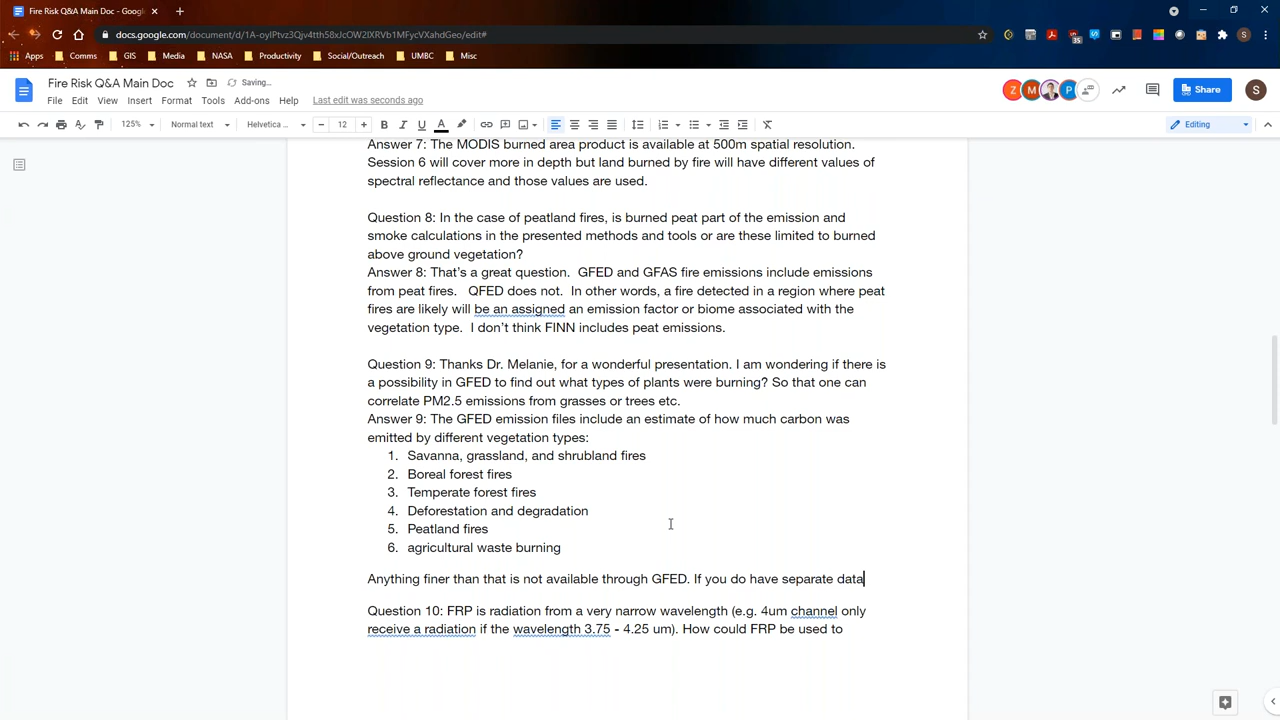 Fire Risk Q&A Main Doc - Googl
docs.google.com/document/d/1A-oylPtvz3Qjv4tth58xJcOW2IXRVb1MFycVXahdGeo/edit#
Apps Comms GIS Media NASA Productivity Social/Outreach UMBC Misc
Fire Risk Q&A Main Doc Saving...
File Edit View Insert Format Tools Add-ons Help Last edit was seconds ago
Z M P Share S
125% Normal text Helvetica ... 12 B I U A Editing
Answer 7: The MODIS burned area product is available at 500m spatial resolution.
Session 6 will cover more in depth but land burned by fire will have different values of
spectral reflectance and those values are used.
Question 8: In the case of peatland fires, is burned peat part of the emission and
smoke calculations in the presented methods and tools or are these limited to burned
above ground vegetation?
Answer 8: That's a great question. GFED and GFAS fire emissions include emissions
from peat fires. QFED does not. In other words, a fire detected in a region where peat
fires are likely will be an assigned an emission factor or biome associated with the
vegetation type. I don't think FINN includes peat emissions.
Question 9: Thanks Dr. Melanie, for a wonderful presentation. I am wondering if there is
a possibility in GFED to find out what types of plants were burning? So that one can
correlate PM2.5 emissions from grasses or trees etc.
Answer 9: The GFED emission files include an estimate of how much carbon was
emitted by different vegetation types:
1. Savanna, grassland, and shrubland fires
2. Boreal forest fires
3. Temperate forest fires
4. Deforestation and degradation
5. Peatland fires
6. agricultural waste burning
Anything finer than that is not available through GFED. If you do have separate data
Question 10: FRP is radiation from a very narrow wavelength (e.g. 4um channel only
receive a radiation if the wavelength 3.75 - 4.25 um). How could FRP be used to